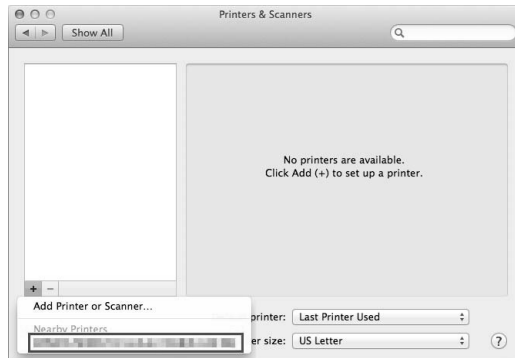 Printers & Scanners
Show All
No printers are available.
Click Add (+) to set up a printer.
+ −
Add Printer or Scanner...
Nearby Printers
printer: Last Printer Used
er size: US Letter
?